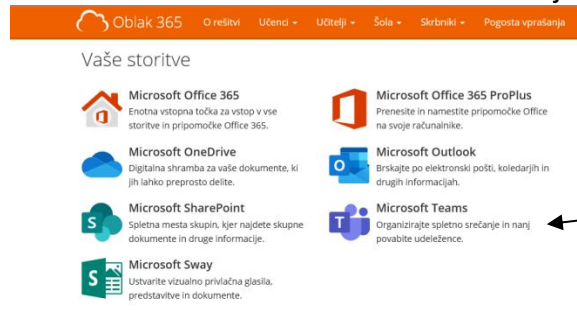 Oblak 365 O rešitvi Učenci Učitelji Šola Skrbniki Pogosta vprašanja
Vaše storitve
Microsoft Office 365
Enotna vstopna točka za vstop v vse
storitve in pripomočke Office 365.
Microsoft Office 365 ProPlus
Prenesite in namestite pripomočke Office
na svoje računalnike.
Microsoft OneDrive
Digitalna shramba za vaše dokumente, ki
jih lahko preprosto delite.
Microsoft Outlook
Brskajte po elektronski pošti, koledarjih in
drugih informacijah.
Microsoft SharePoint
Spletna mesta skupin, kjer najdete skupne
dokumente in druge informacije.
Microsoft Teams
Organizirajte spletno srečanje in nanj
povabite udeležence.
Microsoft Sway
Ustvarite vizualno privlačna glasila,
predstavitve in dokumente.